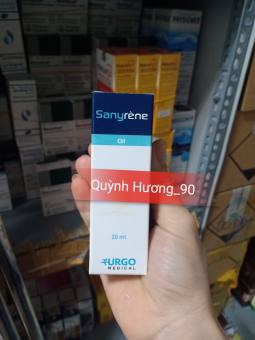 Sanyrène
Oil
Quỳnh Hương_90
20 ml
URGO
MEDICAL